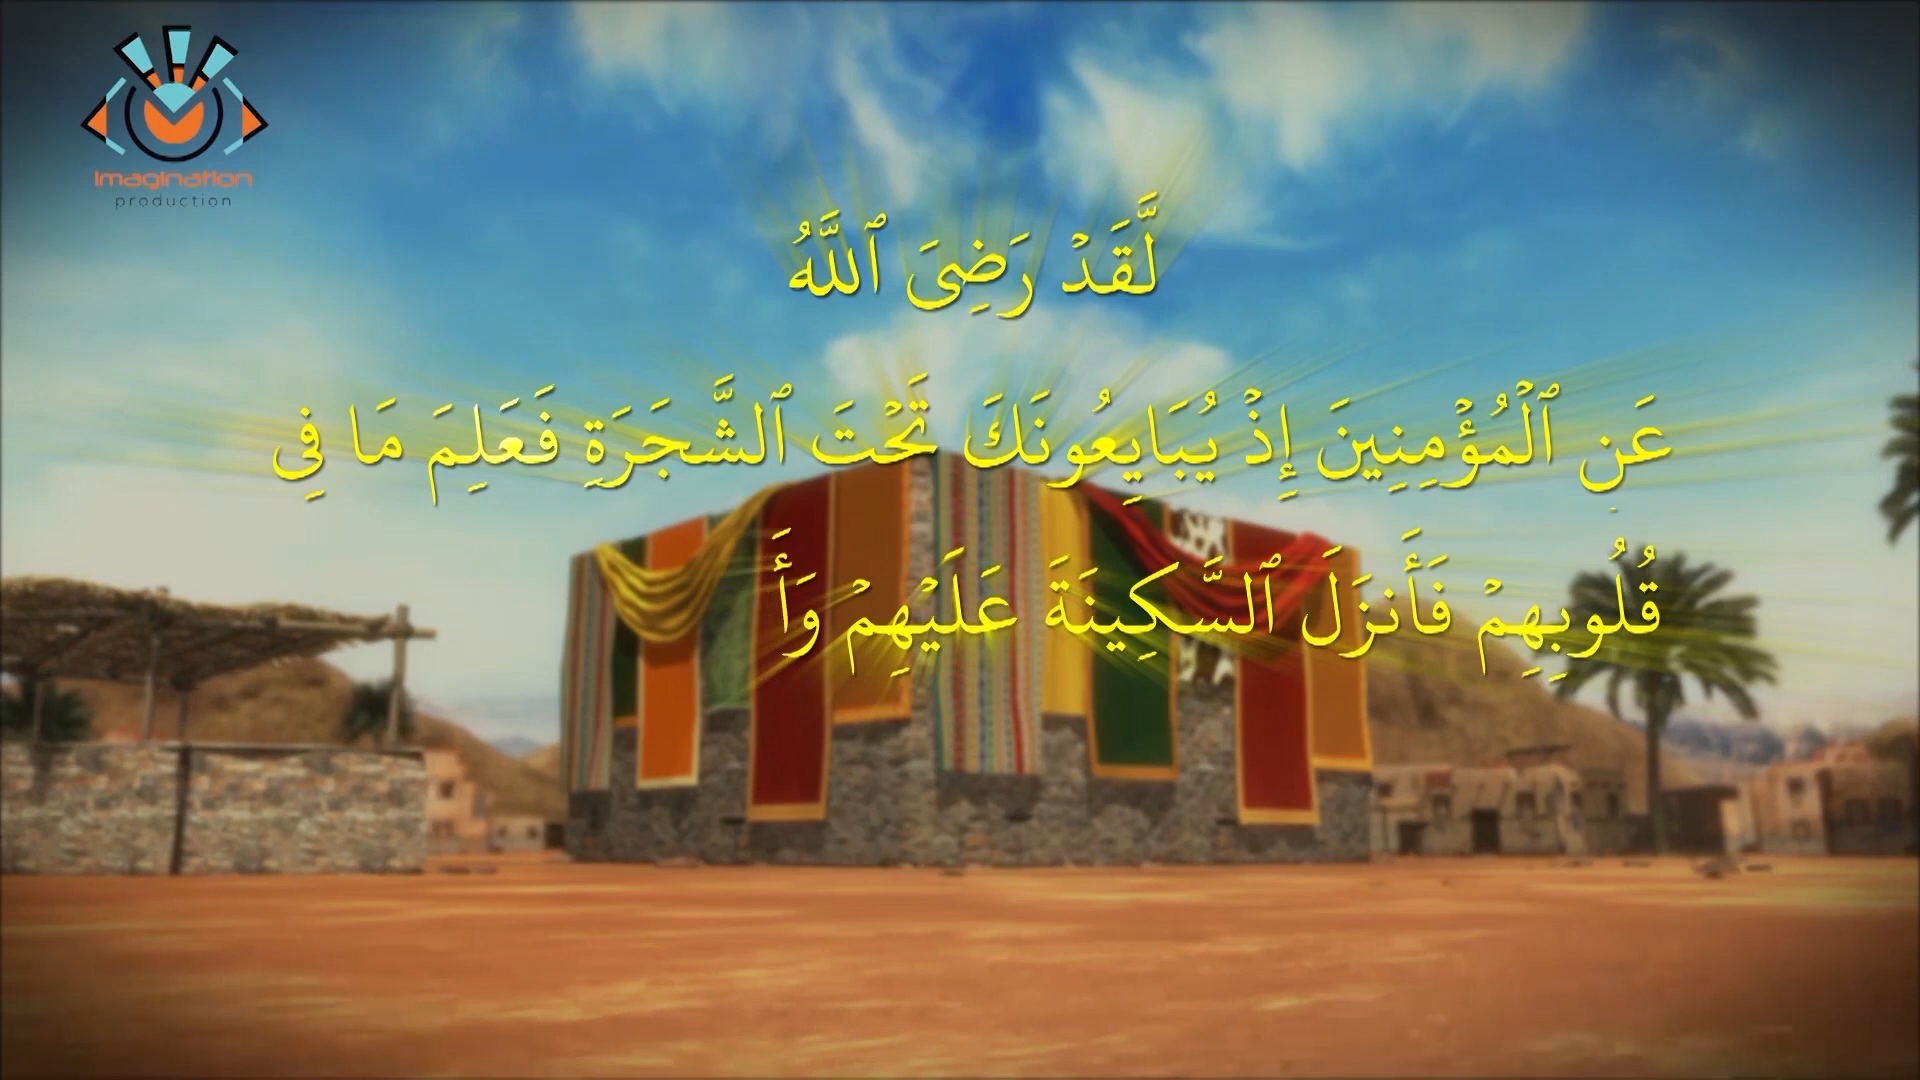 Imagination
production
لَّقَدْ رَضِىَ ٱللَّهُ
عَنِ ٱلْمُؤْمِنِينَ إِذْ يُبَايِعُونَكَ تَحْتَ ٱلشَّجَرَةِ فَعَلِمَ مَا فِى
قُلُوبِهِمْ فَأَنزَلَ ٱلسَّكِينَةَ عَلَيْهِمْ وَأَ